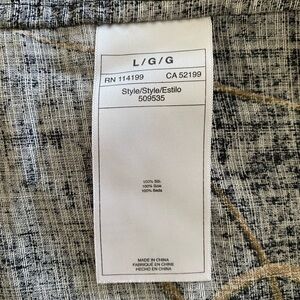 L / G / G
RN 114199 CA 52199
Style/Style/Estilo
509535
100% Silk
100% Soie
100% Seda
MADE IN CHINA
FABRIQUÉ EN CHINE
HECHO EN CHINA